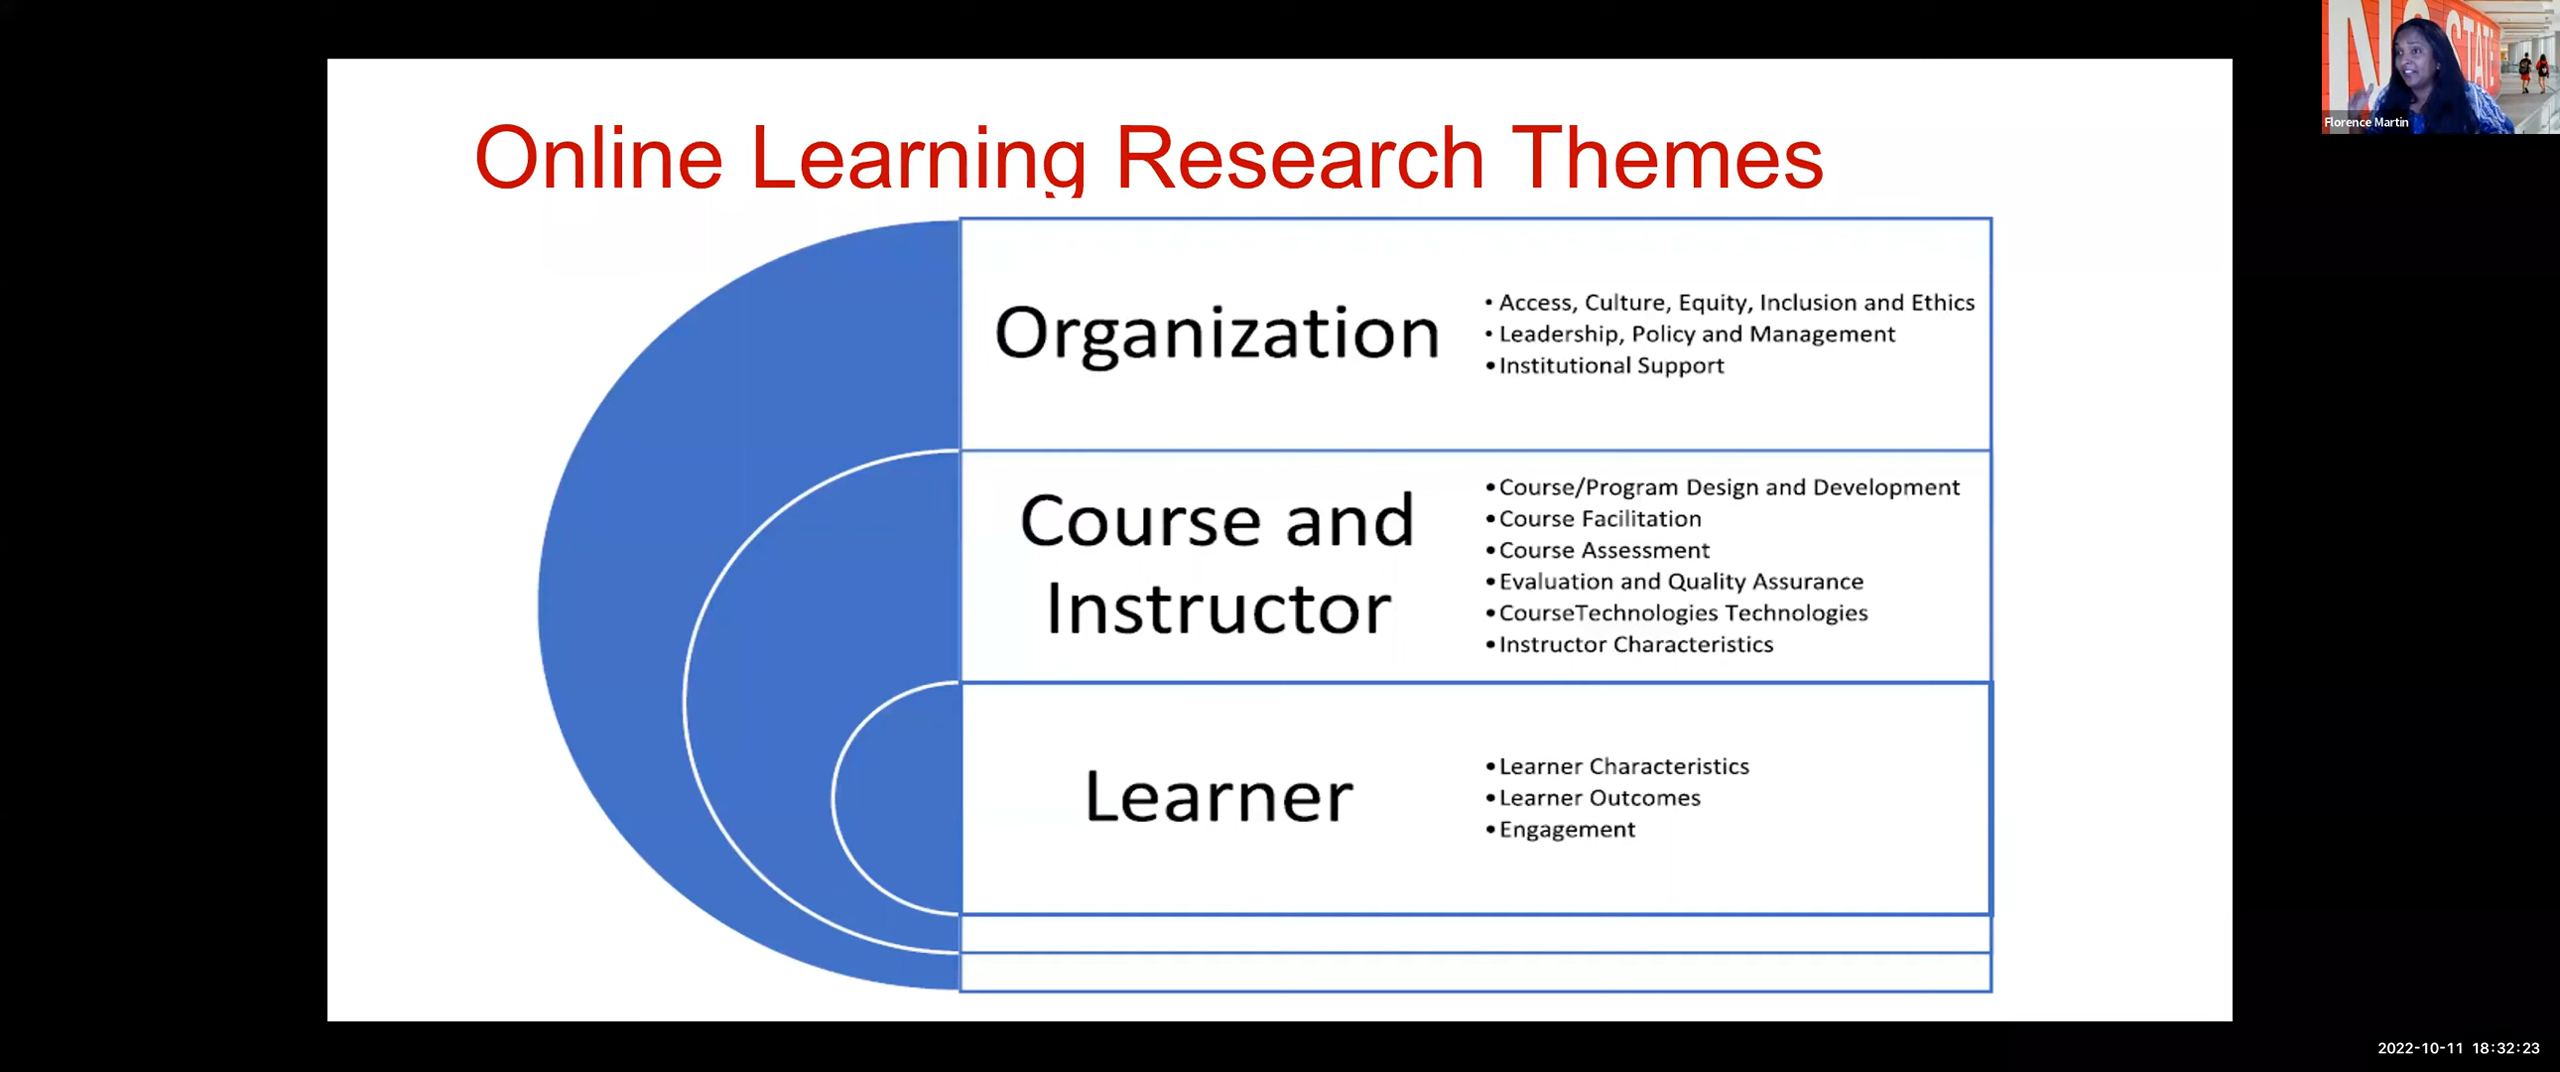 Online Learning Research Themes
Organization
• Access, Culture, Equity, Inclusion and Ethics
• Leadership, Policy and Management
• Institutional Support
Course and
Instructor
• Course/Program Design and Development
• Course Facilitation
• Course Assessment
• Evaluation and Quality Assurance
• CourseTechnologies Technologies
• Instructor Characteristics
Learner
• Learner Characteristics
• Learner Outcomes
• Engagement
STATE
Florence Martin
2022-10-11 18:32:23